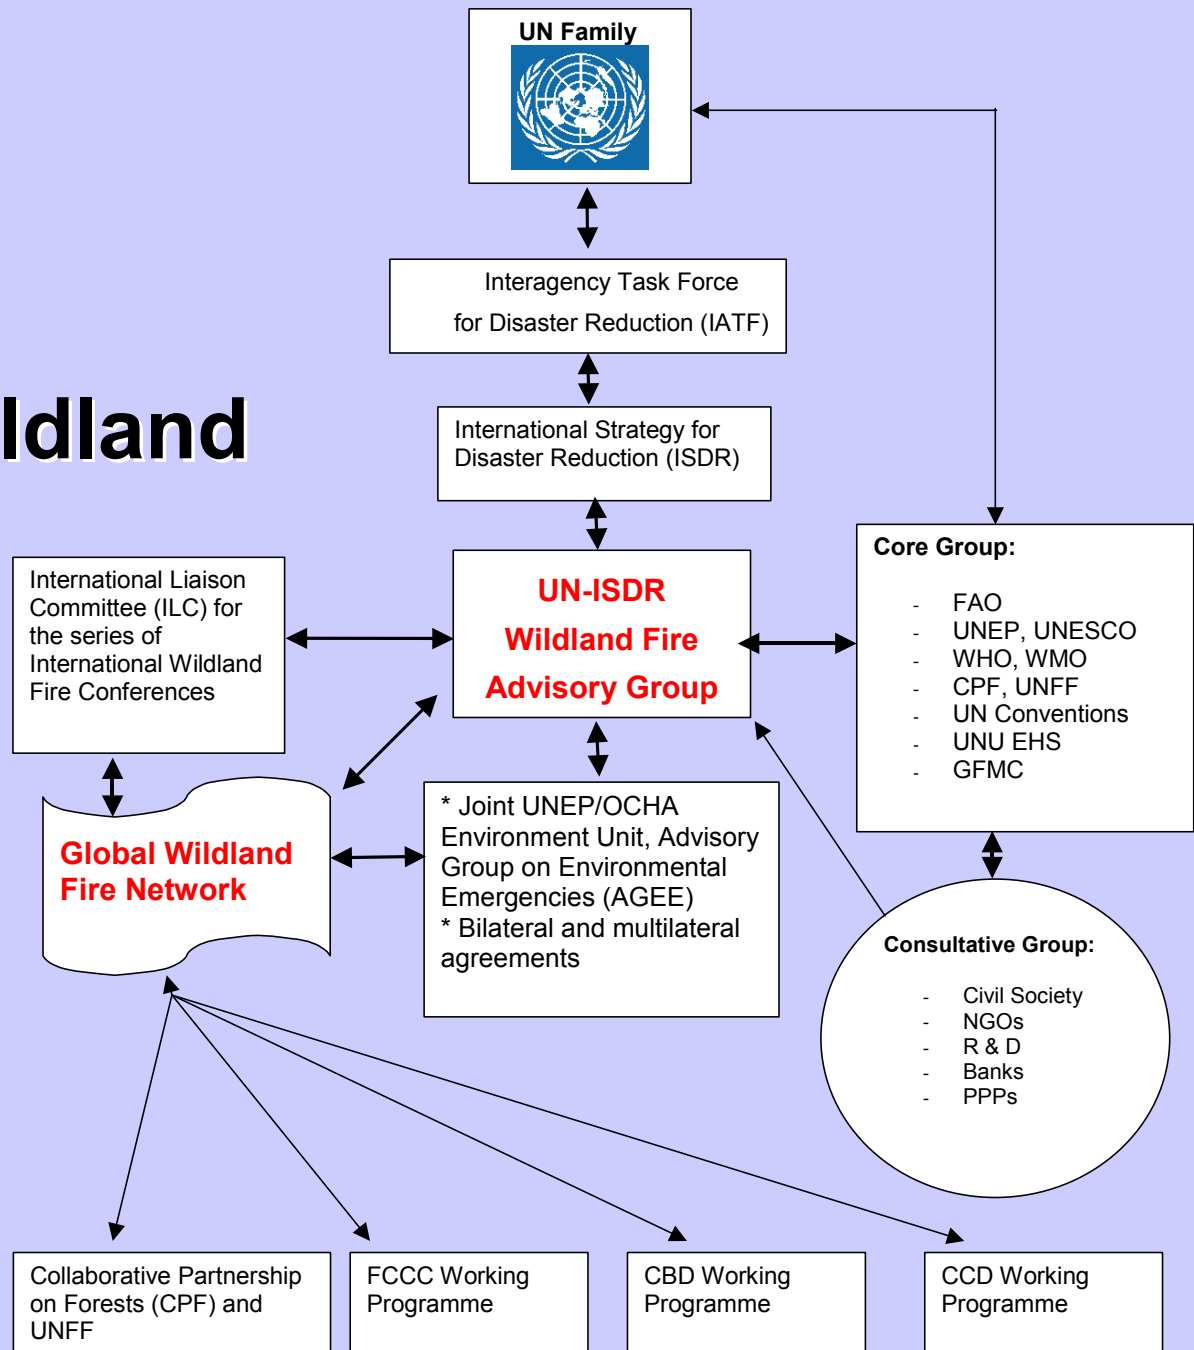 UN Family
Interagency Task Force
for Disaster Reduction (IATF)
ldland
International Strategy for
Disaster Reduction (ISDR)
International Liaison
Committee (ILC) for
the series of
International Wildland
Fire Conferences
UN-ISDR
Wildland Fire
Advisory Group
Core Group:
- FAO
- UNEP, UNESCO
- WHO, WMO
- CPF, UNFF
- UN Conventions
- UNU EHS
- GFMC
Global Wildland
Fire Network
* Joint UNEP/OCHA
Environment Unit, Advisory
Group on Environmental
Emergencies (AGEE)
* Bilateral and multilateral
agreements
Consultative Group:
- Civil Society
- NGOs
- R & D
- Banks
- PPPs
Collaborative Partnership
on Forests (CPF) and
UNFF
FCCC Working
Programme
CBD Working
Programme
CCD Working
Programme